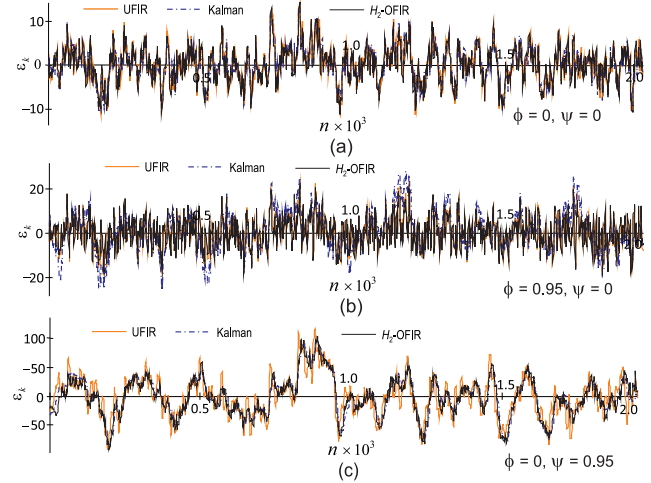 UFIR Kalman H₂-OFIR
10
0
−10
εₖ
0.5
1.0
1.5
2.0
n × 10³
ϕ = 0, ψ = 0
(a)
UFIR Kalman H₂-OFIR
20
0
−20
εₖ
0.5
1.0
1.5
2.0
n × 10³
ϕ = 0.95, ψ = 0
(b)
UFIR Kalman H₂-OFIR
100
−50
0
−50
εₖ
0.5
1.0
1.5
2.0
n × 10³
ϕ = 0, ψ = 0.95
(c)